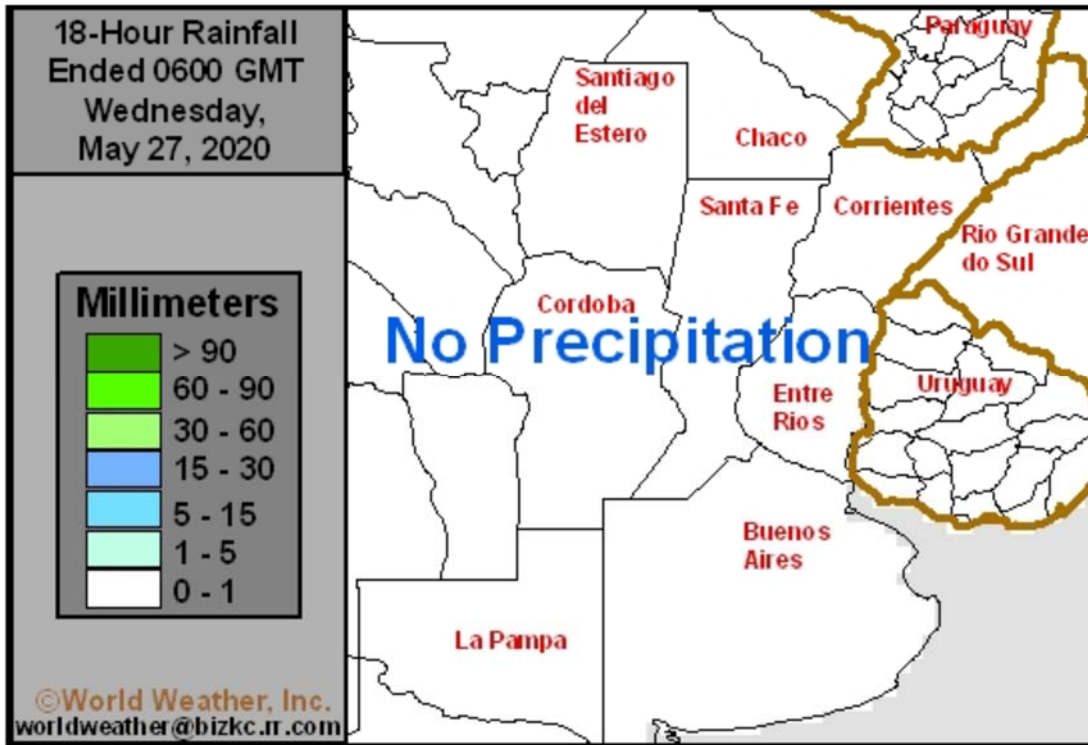 18-Hour Rainfall
Ended 0600 GMT
Wednesday,
May 27, 2020
Millimeters
> 90
60 - 90
30 - 60
15 - 30
5 - 15
1 - 5
0 - 1
©World Weather, Inc.
worldweather@bizkc.rr.com
Paraguay
Santiago
del
Estero
Chaco
Santa Fe
Corrientes
Rio Grande
do Sul
Cordoba
No Precipitation
Uruguay
Entre
Rios
Buenos
Aires
La Pampa